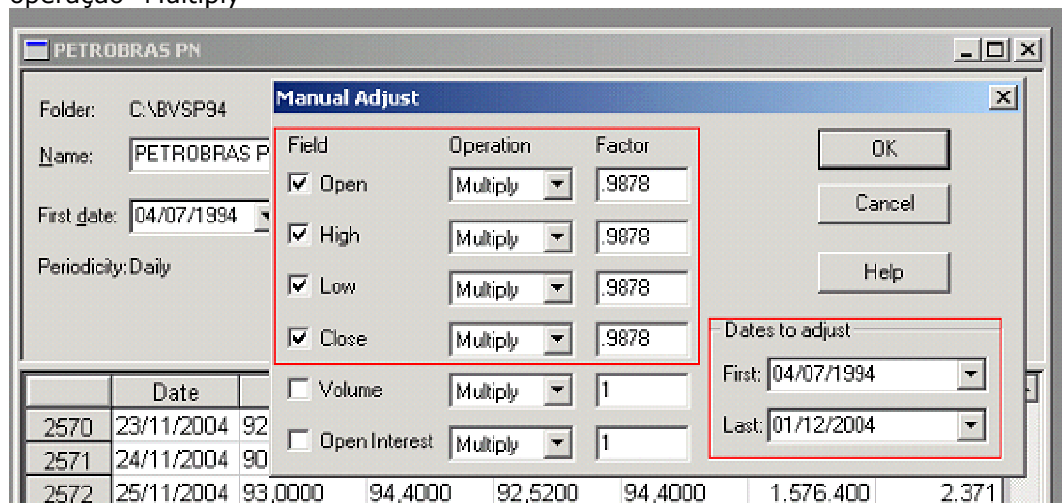 operação "Multiply"
PETROBRAS PN
Folder: C:\BVSP94
Name: PETROBRAS P
First date: 04/07/1994
Periodicity: Daily
Manual Adjust
Field Operation Factor
Open Multiply .9878
High Multiply .9878
Low Multiply .9878
Close Multiply .9878
Volume Multiply 1
Open Interest Multiply 1
OK
Cancel
Help
Dates to adjust
First: 04/07/1994
Last: 01/12/2004
Date
2570 23/11/2004 92
2571 24/11/2004 90
2572 25/11/2004 93,0000 94,4000 92,5200 94,4000 1.576.400 2.371